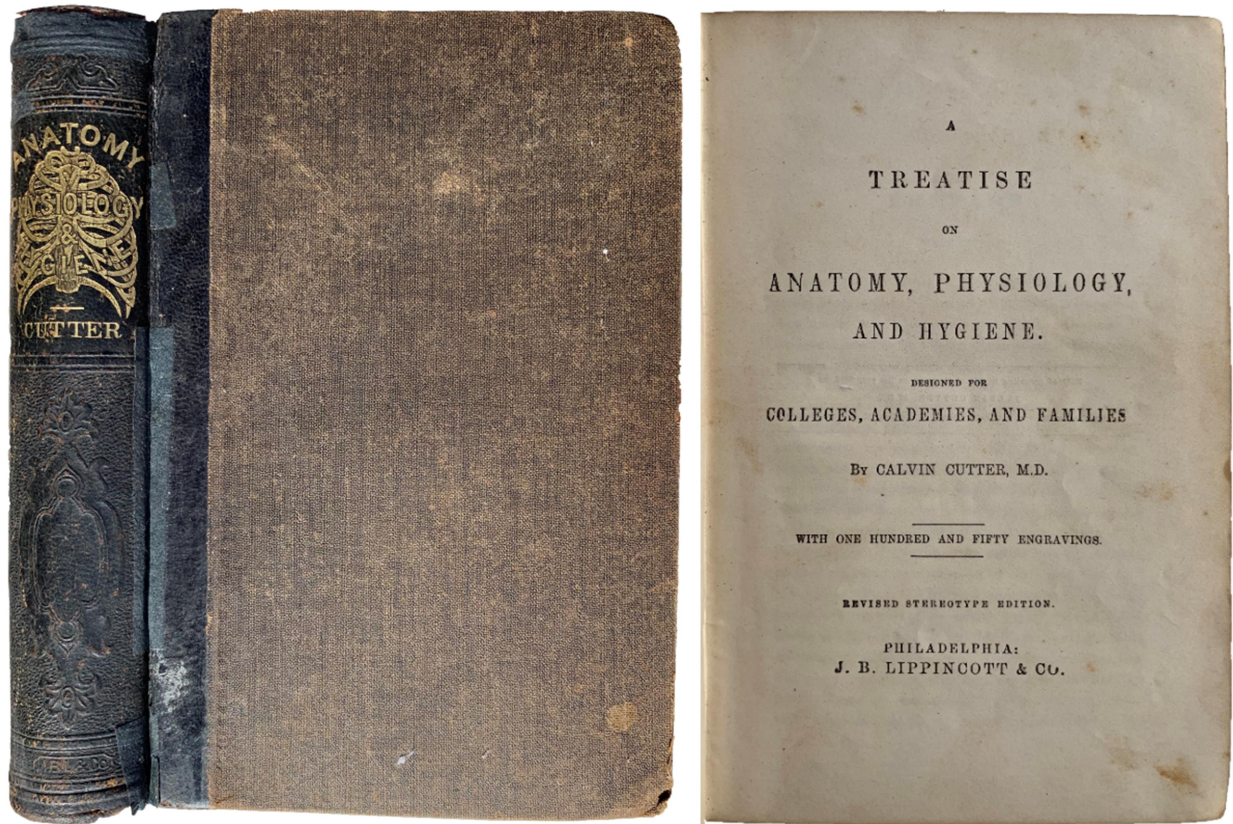 ANATOMY
PHYSIOLOGY
&
CUTTER
J.B.L. & Co.
A
TREATISE
ON
ANATOMY, PHYSIOLOGY,
AND HYGIENE.
DESIGNED FOR
COLLEGES, ACADEMIES, AND FAMILIES
By CALVIN CUTTER, M.D.
WITH ONE HUNDRED AND FIFTY ENGRAVINGS.
REVISED STEREOTYPE EDITION.
PHILADELPHIA:
J. B. LIPPINCOTT & CO.